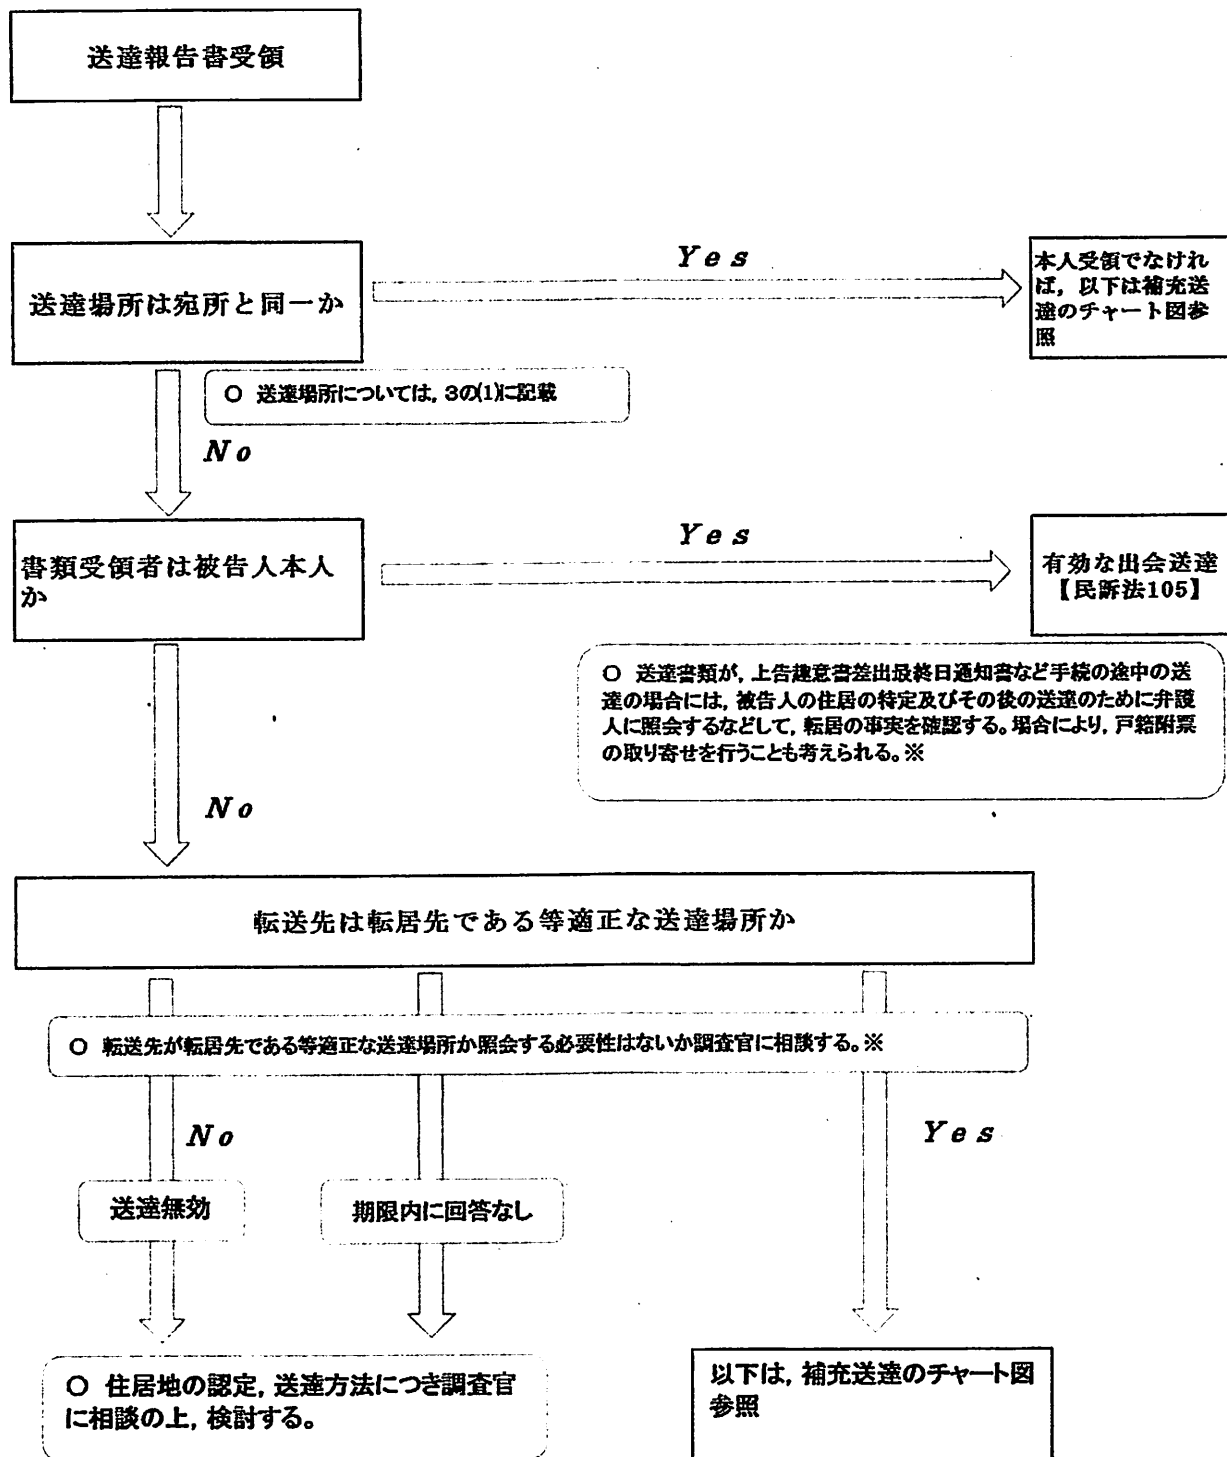 送達報告書受領
Yes
送達場所は宛所と同一か
本人受領でなけれ
ば，以下は補充送
達のチャート図参
照
○ 送達場所については，3の(1)に記載
No
Yes
書類受領者は被告人本人
か
有効な出会送達
【民訴法105】
○ 送達書類が，上告趣意書差出最終日通知書など手続の途中の送
達の場合には，被告人の住居の特定及びその後の送達のために弁護
人に照会するなどして，転居の事実を確認する。場合により，戸籍附票
の取り寄せを行うことも考えられる。※
No
転送先は転居先である等適正な送達場所か
○ 転送先が転居先である等適正な送達場所か照会する必要性はないか調査官に相談する。※
No
Yes
送達無効
期限内に回答なし
○ 住居地の認定，送達方法につき調査官
に相談の上，検討する。
以下は，補充送達のチャート図
参照